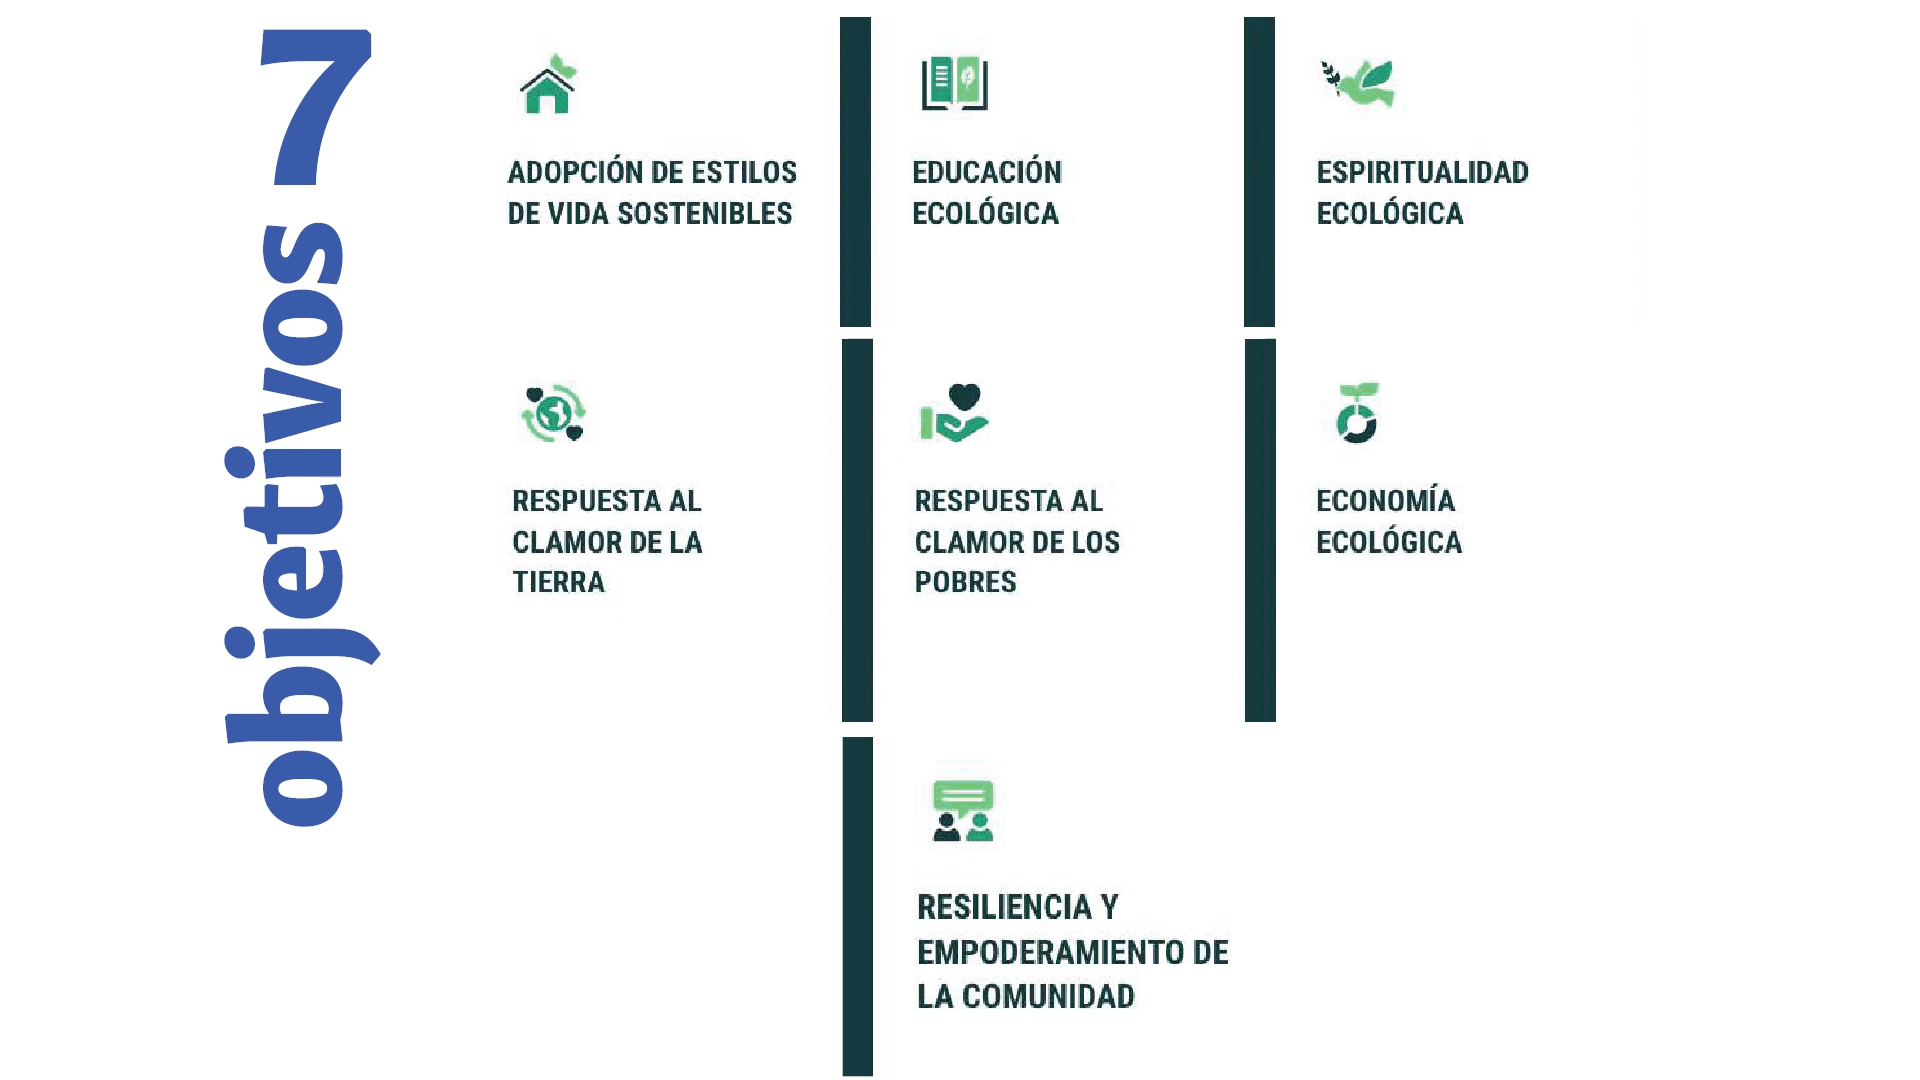 7 objetivos
ADOPCIÓN DE ESTILOS
DE VIDA SOSTENIBLES
EDUCACIÓN
ECOLÓGICA
ESPIRITUALIDAD
ECOLÓGICA
RESPUESTA AL
CLAMOR DE LA
TIERRA
RESPUESTA AL
CLAMOR DE LOS
POBRES
ECONOMÍA
ECOLÓGICA
RESILIENCIA Y
EMPODERAMIENTO DE
LA COMUNIDAD